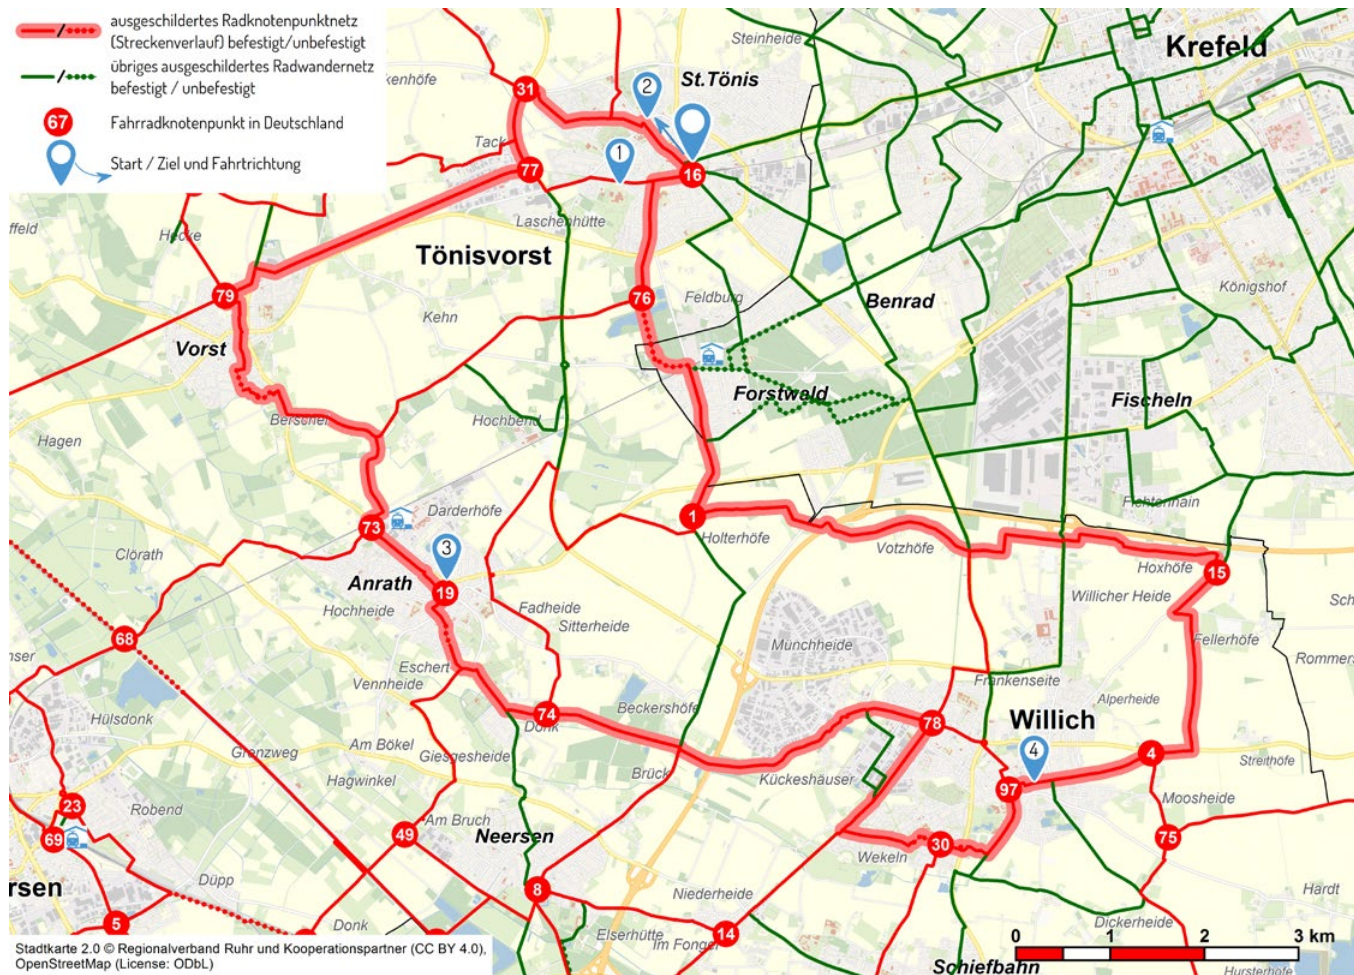 ausgeschildertes Radknotenpunktnetz
(Streckenverlauf) befestigt/unbefestigt
übriges ausgeschildertes Radwandernetz
befestigt / unbefestigt
67 Fahrradknotenpunkt in Deutschland
Start / Ziel und Fahrtrichtung
Krefeld
Steinheide
St.Tönis
kenhöfe
31
2
Tack
1
77
16
Laschenhütte
ffeld
Hecke
Tönisvorst
Königshof
79
76
Feldburg
Benrad
Kehn
Vorst
Forstwald
Fischeln
Berschel
Hochbend
Hagen
Fichtenhain
Darderhöfe
1
73
Holterhöfe
Votzhöfe
Clörath
3
Hoxhöfe
15
Anrath
19
Willicher Heide
Hochheide
Fadheide
Sch
Sitterheide
68
Münchheide
Fellerhöfe
nser
Eschert
Rommers
Vennheide
Frankenseite
Alperheide
Hülsdonk
74
Beckershöfe
78
Willich
Donk
Am Bökel
Grenzweg
Giesgesheide
4
4
Streithöfe
Hagwinkel
Brück
Kückeshäuser
97
Moosheide
23
Robend
Am Bruch
49
Neersen
75
69
30
Wekeln
rsen
Düpp
8
Niederheide
Hardt
5
Donk
Elserhütte
14
Im Fonger
Dickerheide
Stadtkarte 2.0 © Regionalverband Ruhr und Kooperationspartner (CC BY 4.0),
OpenStreetMap (License: ODbL)
0 1 2 3 km
Schiefbahn
Hursterhöfe